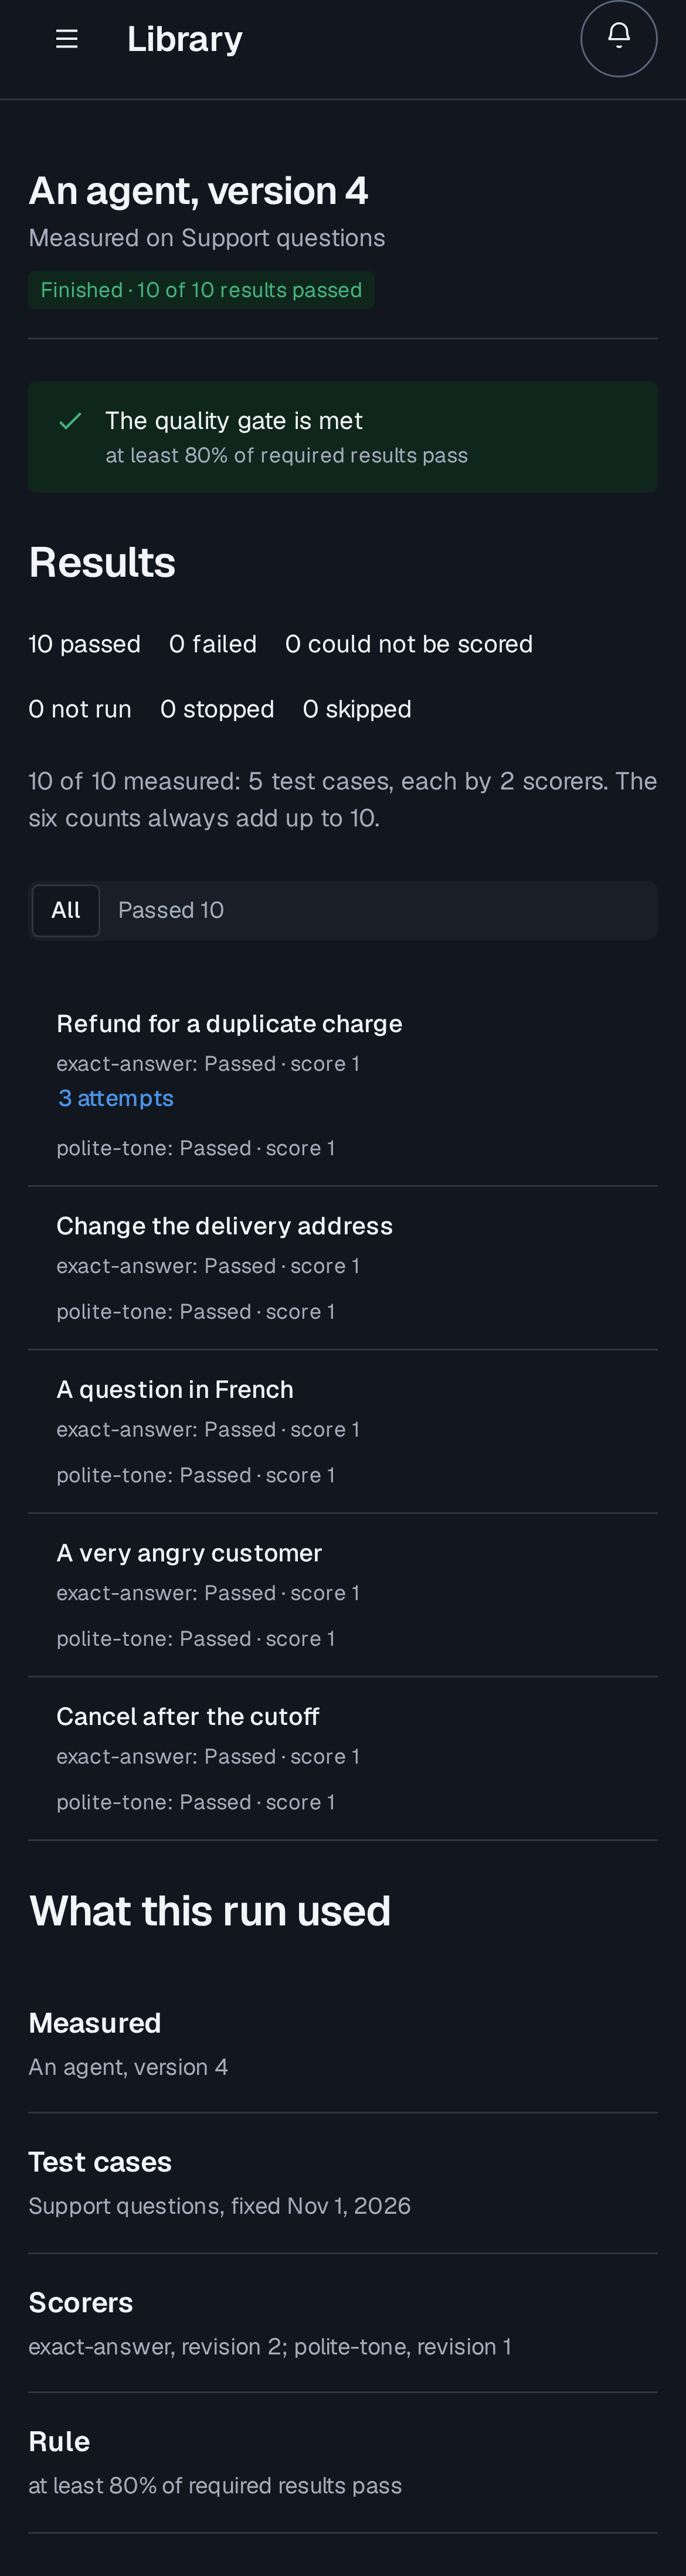 Library
An agent, version 4
Measured on Support questions
Finished · 10 of 10 results passed
The quality gate is met
at least 80% of required results pass
Results
10 passed 0 failed 0 could not be scored
0 not run 0 stopped 0 skipped
10 of 10 measured: 5 test cases, each by 2 scorers. The
six counts always add up to 10.
All Passed 10
Refund for a duplicate charge
exact-answer: Passed · score 1
3 attempts
polite-tone: Passed · score 1
Change the delivery address
exact-answer: Passed · score 1
polite-tone: Passed · score 1
A question in French
exact-answer: Passed · score 1
polite-tone: Passed · score 1
A very angry customer
exact-answer: Passed · score 1
polite-tone: Passed · score 1
Cancel after the cutoff
exact-answer: Passed · score 1
polite-tone: Passed · score 1
What this run used
Measured
An agent, version 4
Test cases
Support questions, fixed Nov 1, 2026
Scorers
exact-answer, revision 2; polite-tone, revision 1
Rule
at least 80% of required results pass